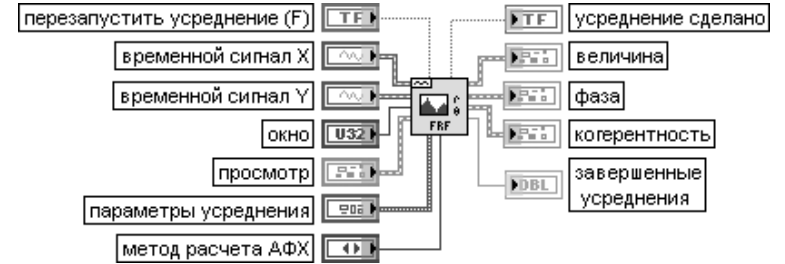 перезапустить усреднение (F)
TF
TF
усреднение сделано
временной сигнал X
величина
временной сигнал Y
фаза
окно
U32
FRF
когерентность
просмотр
завершенные
усреднения
DBL
параметры усреднения
метод расчета АФХ